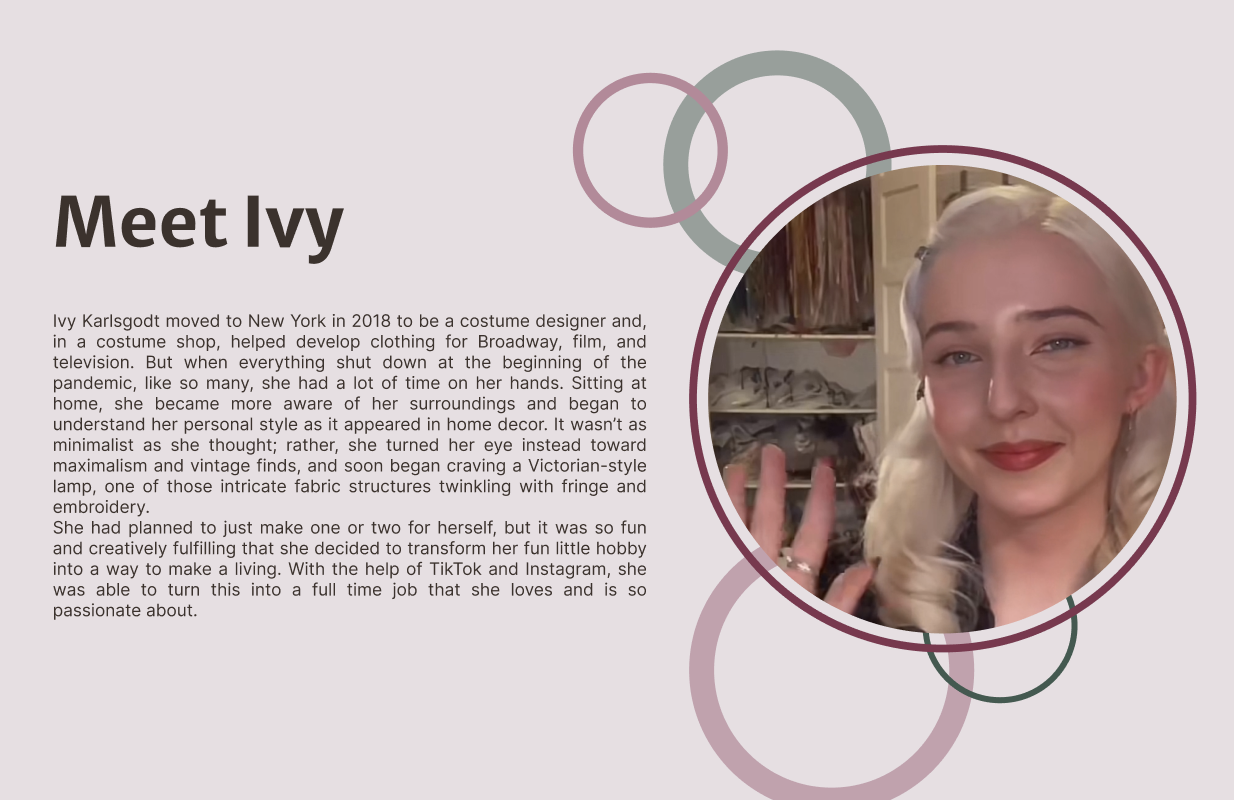 Meet Ivy
Ivy Karlsgodt moved to New York in 2018 to be a costume designer and,
in a costume shop, helped develop clothing for Broadway, film, and
television. But when everything shut down at the beginning of the
pandemic, like so many, she had a lot of time on her hands. Sitting at
home, she became more aware of her surroundings and began to
understand her personal style as it appeared in home decor. It wasn’t as
minimalist as she thought; rather, she turned her eye instead toward
maximalism and vintage finds, and soon began craving a Victorian-style
lamp, one of those intricate fabric structures twinkling with fringe and
embroidery.
She had planned to just make one or two for herself, but it was so fun
and creatively fulfilling that she decided to transform her fun little hobby
into a way to make a living. With the help of TikTok and Instagram, she
was able to turn this into a full time job that she loves and is so
passionate about.